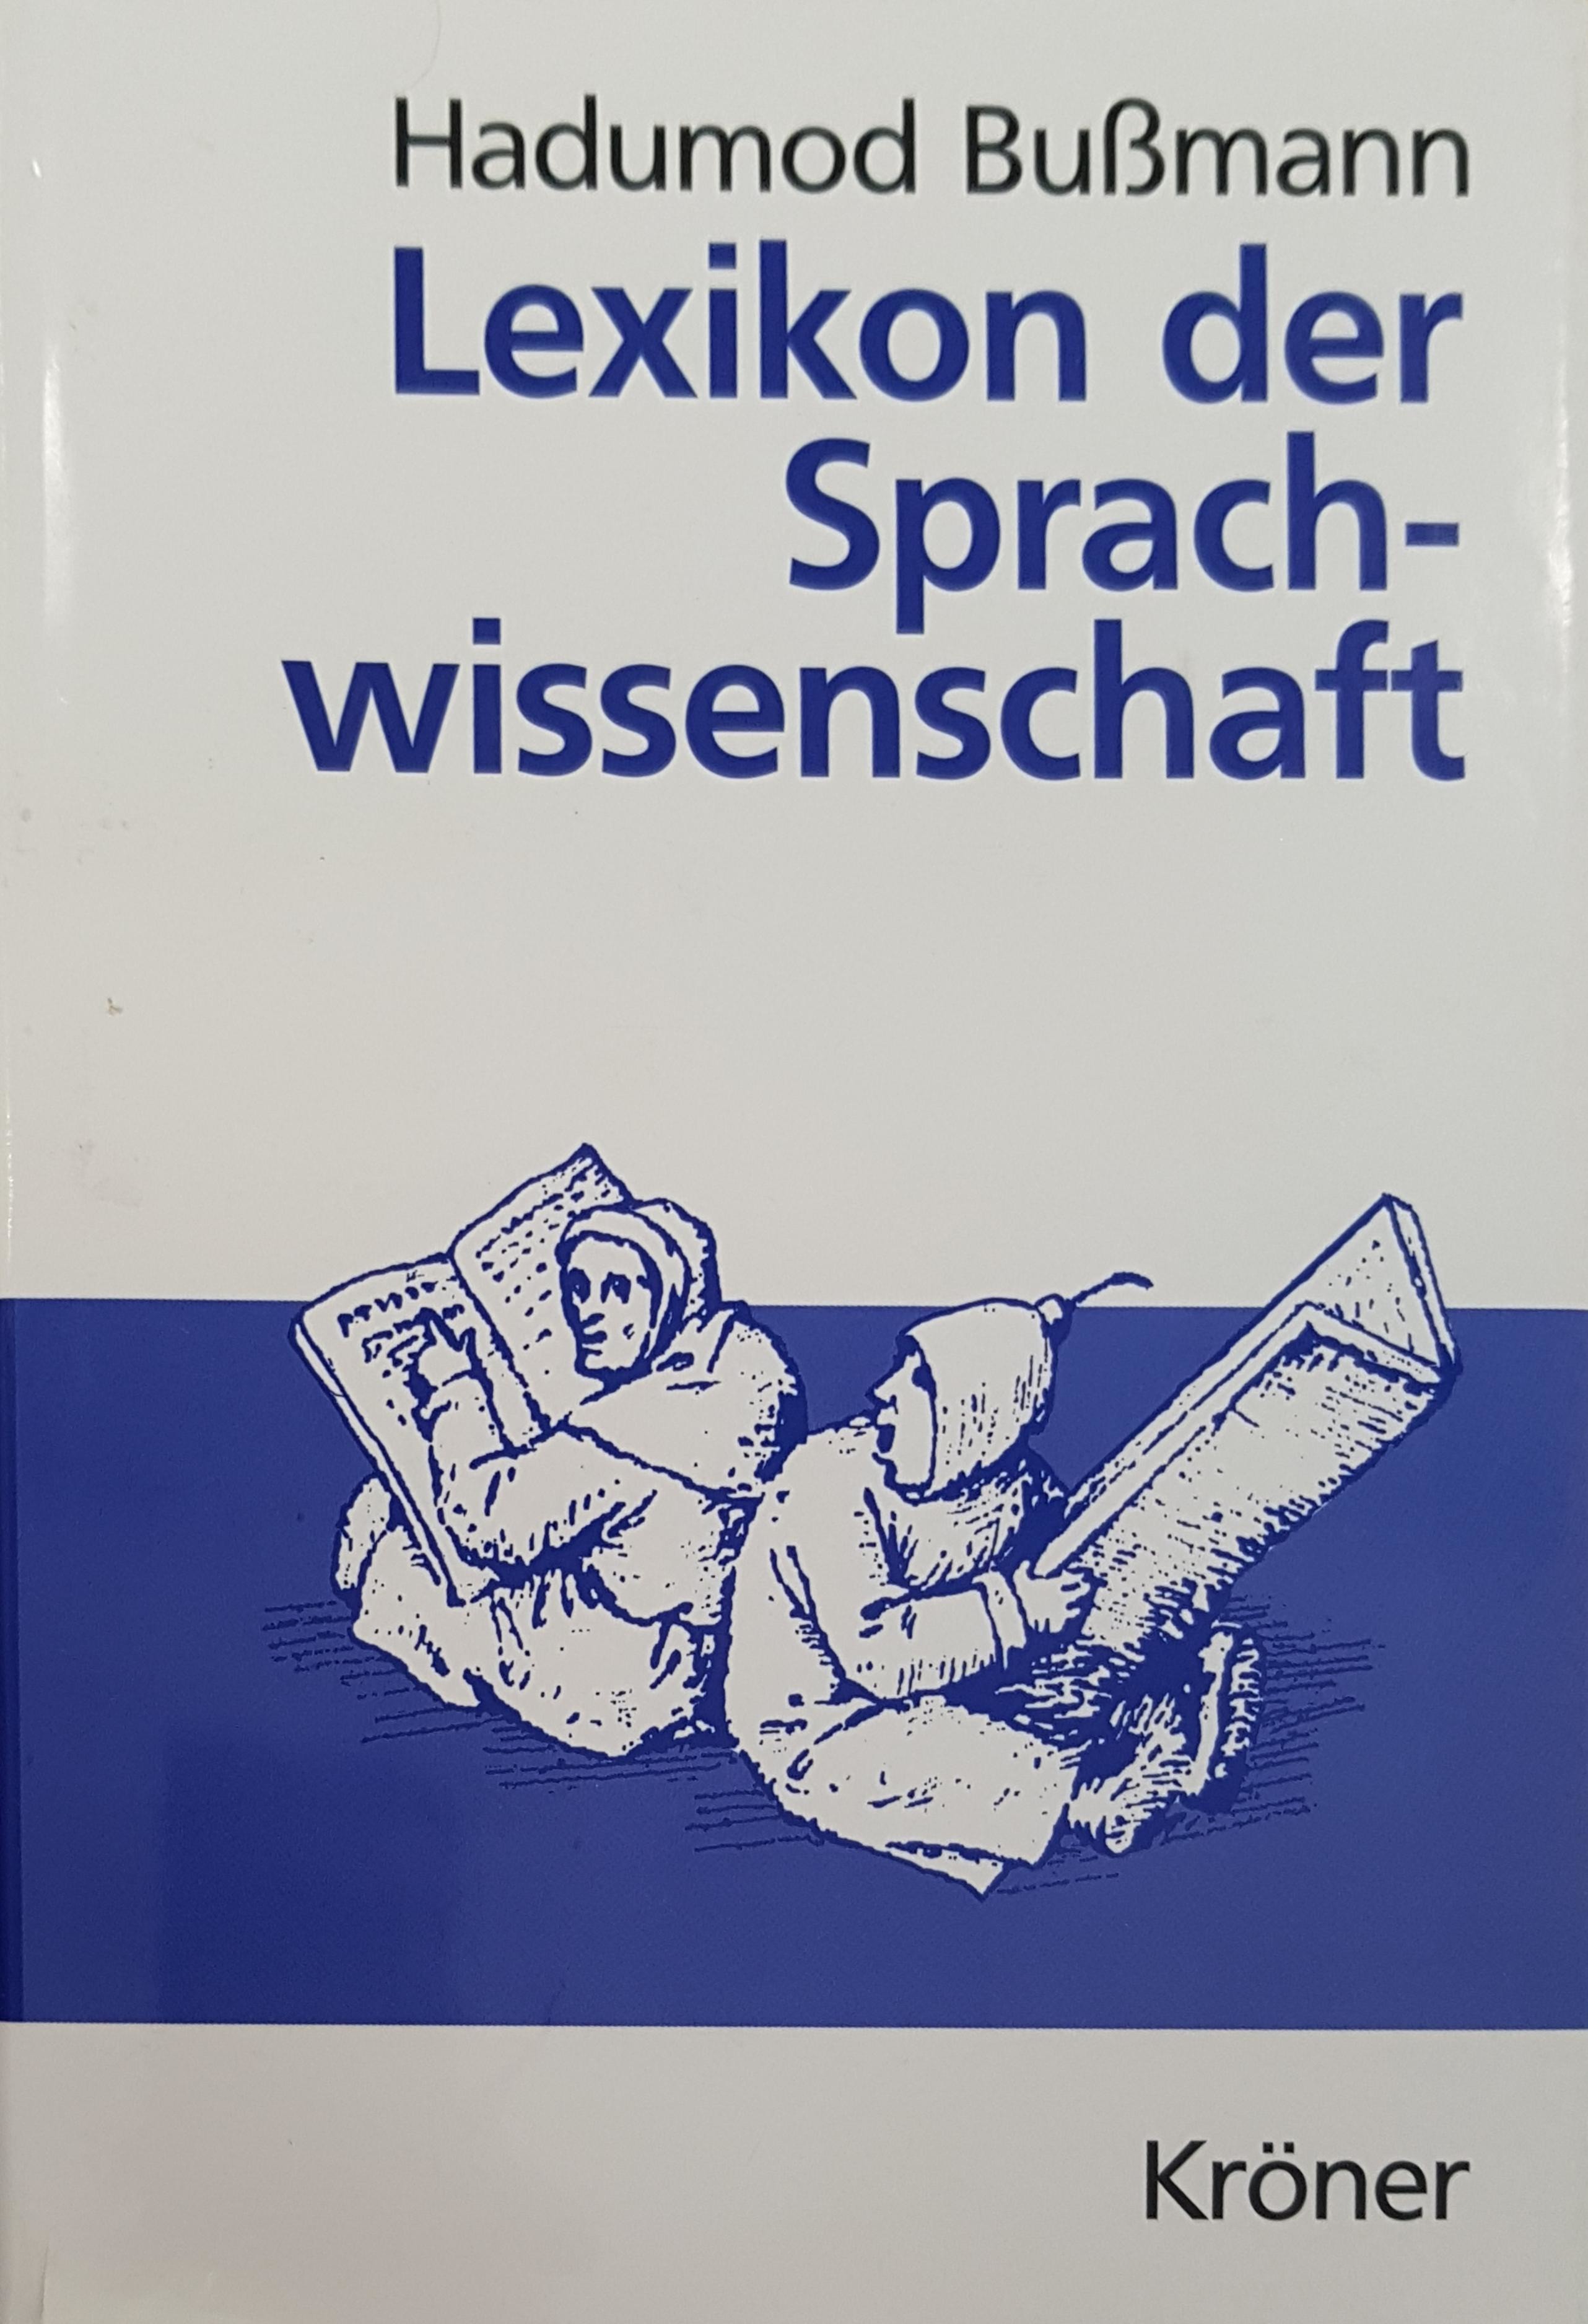 Hadumod Bußmann
Lexikon der
Sprach-
wissenschaft
Kröner